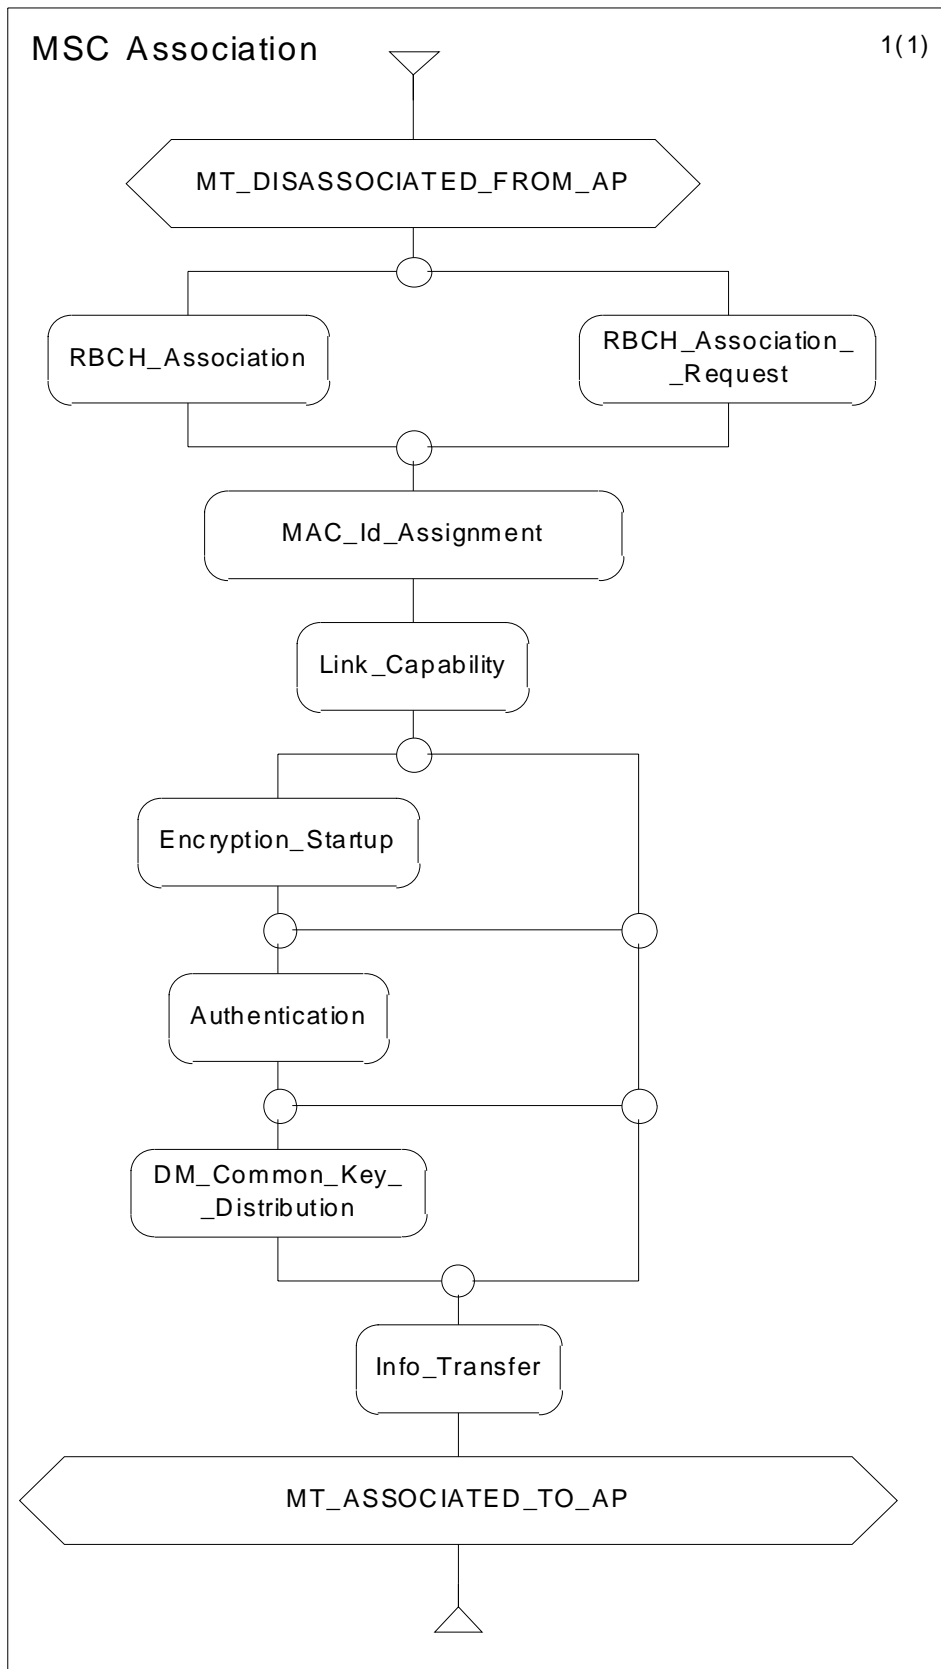 MSC Association
1(1)
MT_DISASSOCIATED_FROM_AP
RBCH_Association
RBCH_Association_
_Request
MAC_Id_Assignment
Link_Capability
Encryption_Startup
Authentication
DM_Common_Key_
_Distribution
Info_Transfer
MT_ASSOCIATED_TO_AP